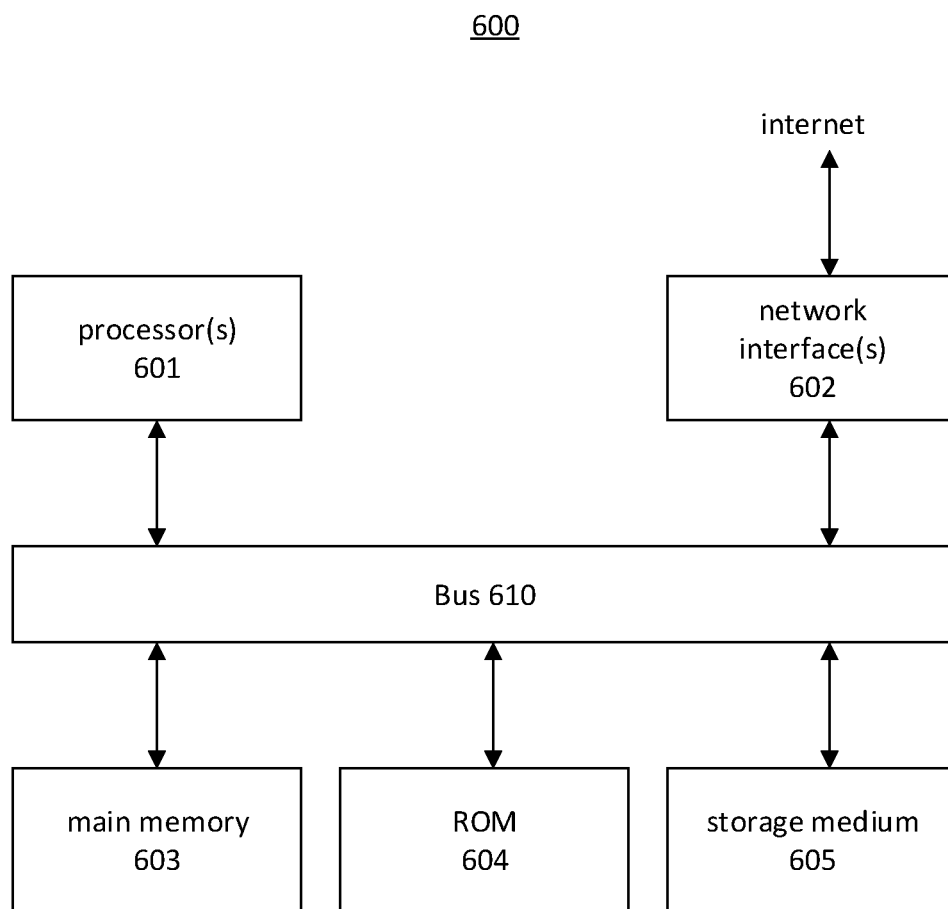 600
internet
processor(s)
601
network
interface(s)
602
Bus 610
main memory
603
ROM
604
storage medium
605